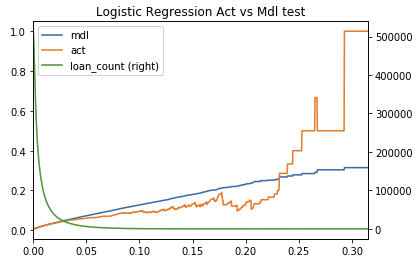 Logistic Regression Act vs Mdl test
mdl
act
loan_count (right)
1.0
0.8
0.6
0.4
0.2
0.0
500000
400000
300000
200000
100000
0
0.00 0.05 0.10 0.15 0.20 0.25 0.30